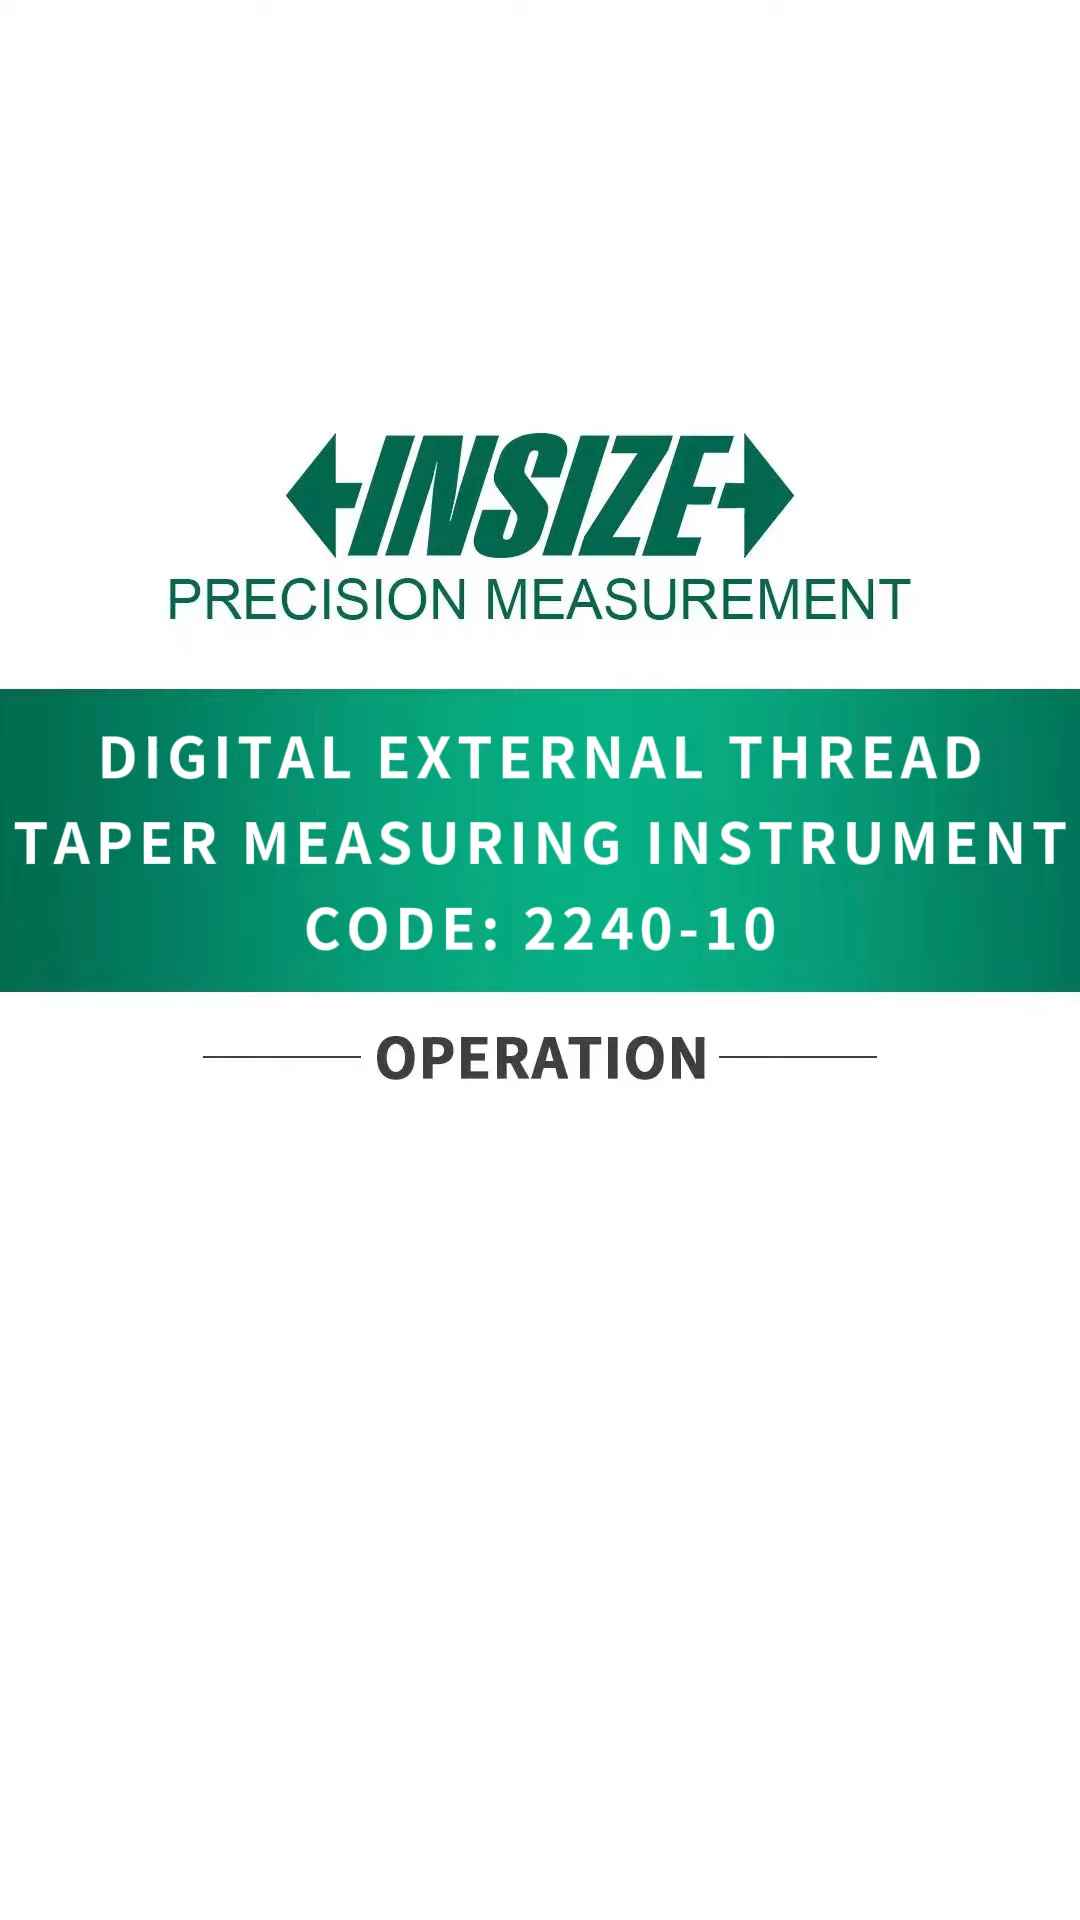 INSIZE
PRECISION MEASUREMENT
DIGITAL EXTERNAL THREAD
TAPER MEASURING INSTRUMENT
CODE: 2240-10
OPERATION